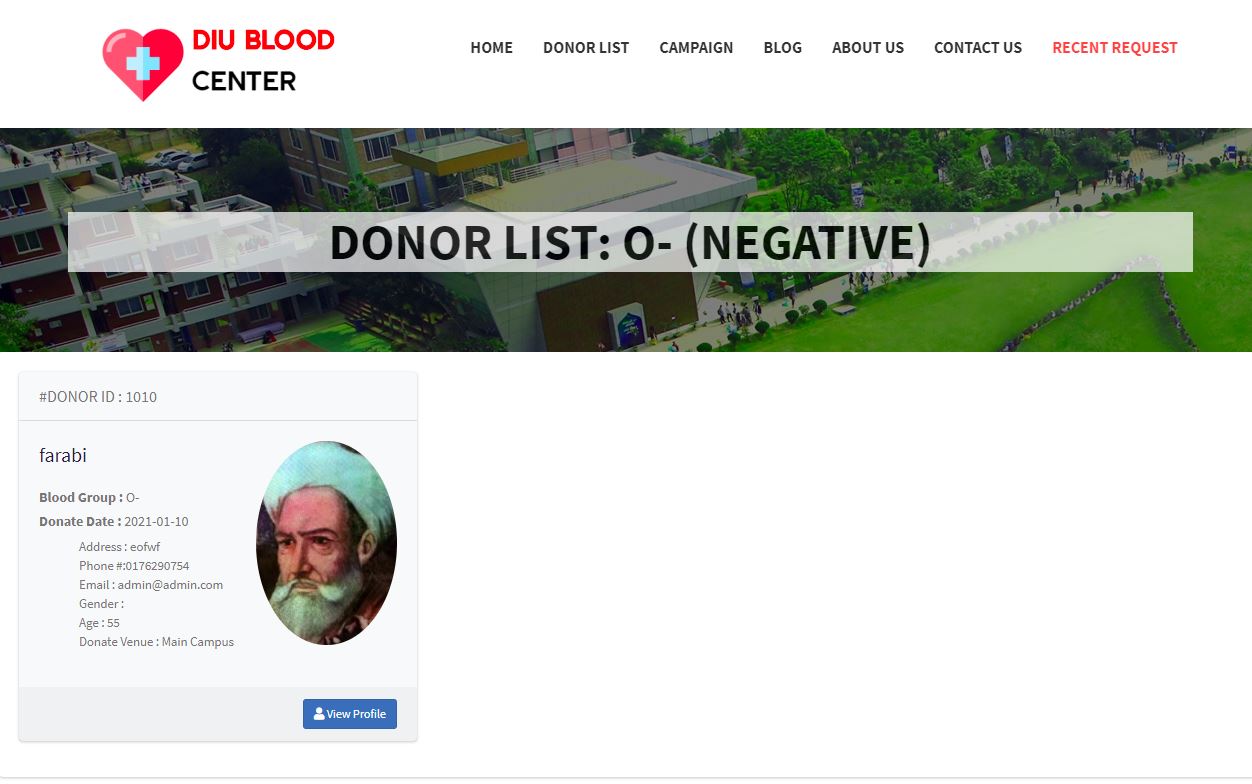 DIU BLOOD
CENTER
HOME DONOR LIST CAMPAIGN BLOG ABOUT US CONTACT US RECENT REQUEST
DONOR LIST: O- (NEGATIVE)
#DONOR ID : 1010
farabi
Blood Group : O-
Donate Date : 2021-01-10
Address : eofwf
Phone #:0176290754
Email : admin@admin.com
Gender :
Age : 55
Donate Venue : Main Campus
View Profile